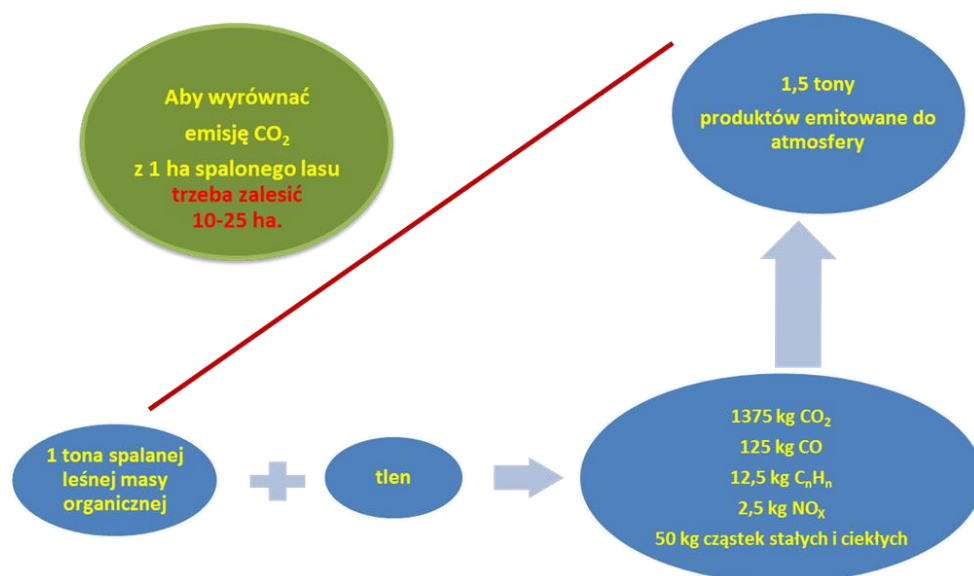 Aby wyrównać
emisję CO₂
z 1 ha spalonego lasu
trzeba zalesić
10-25 ha.
1,5 tony
produktów emitowane do
atmosfery
1 tona spalanej
leśnej masy
organicznej
tlen
1375 kg CO₂
125 kg CO
12,5 kg CₙHₙ
2,5 kg NOₓ
50 kg cząstek stałych i ciekłych